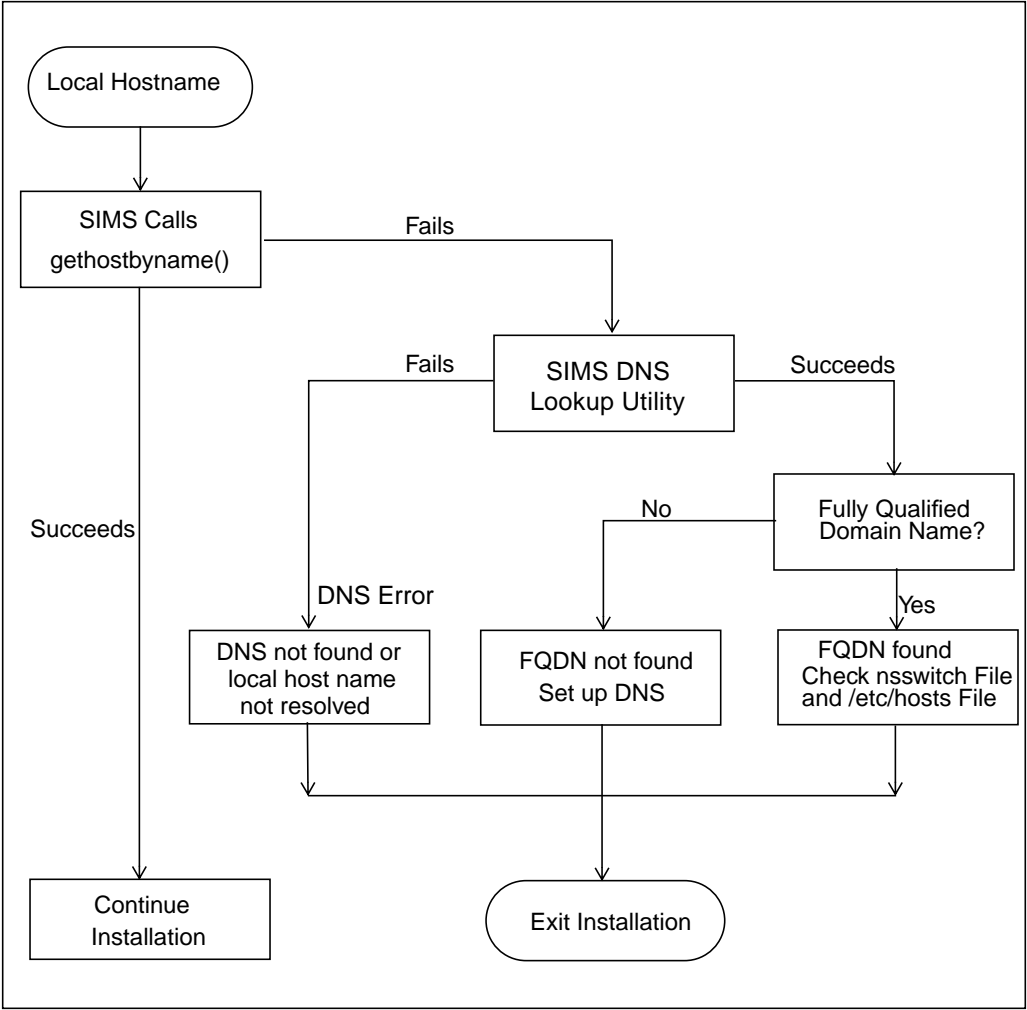 Local Hostname
SIMS Calls
gethostbyname()
Fails
SIMS DNS
Lookup Utility
Fails
Succeeds
Fully Qualified
Domain Name?
No
Succeeds
DNS Error
Yes
DNS not found or
local host name
not resolved
FQDN not found
Set up DNS
FQDN found
Check nsswitch File
and /etc/hosts File
Continue
Installation
Exit Installation